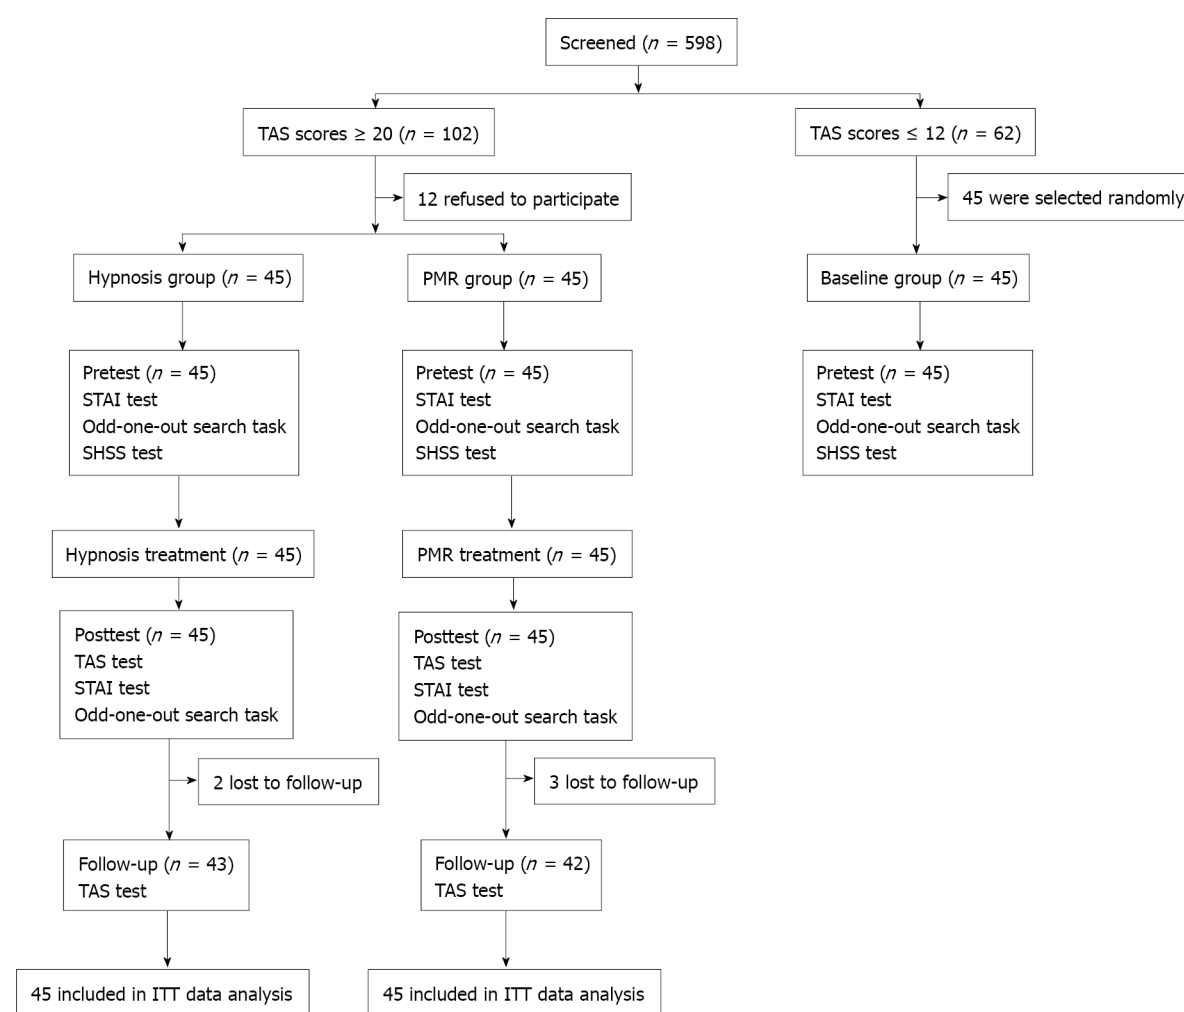 Screened (n = 598)
TAS scores ≥ 20 (n = 102)
TAS scores ≤ 12 (n = 62)
12 refused to participate
45 were selected randomly
Hypnosis group (n = 45)
PMR group (n = 45)
Baseline group (n = 45)
Pretest (n = 45)
STAI test
Odd-one-out search task
SHSS test
Pretest (n = 45)
STAI test
Odd-one-out search task
SHSS test
Pretest (n = 45)
STAI test
Odd-one-out search task
SHSS test
Hypnosis treatment (n = 45)
PMR treatment (n = 45)
Posttest (n = 45)
TAS test
STAI test
Odd-one-out search task
Posttest (n = 45)
TAS test
STAI test
Odd-one-out search task
2 lost to follow-up
3 lost to follow-up
Follow-up (n = 43)
TAS test
Follow-up (n = 42)
TAS test
45 included in ITT data analysis
45 included in ITT data analysis